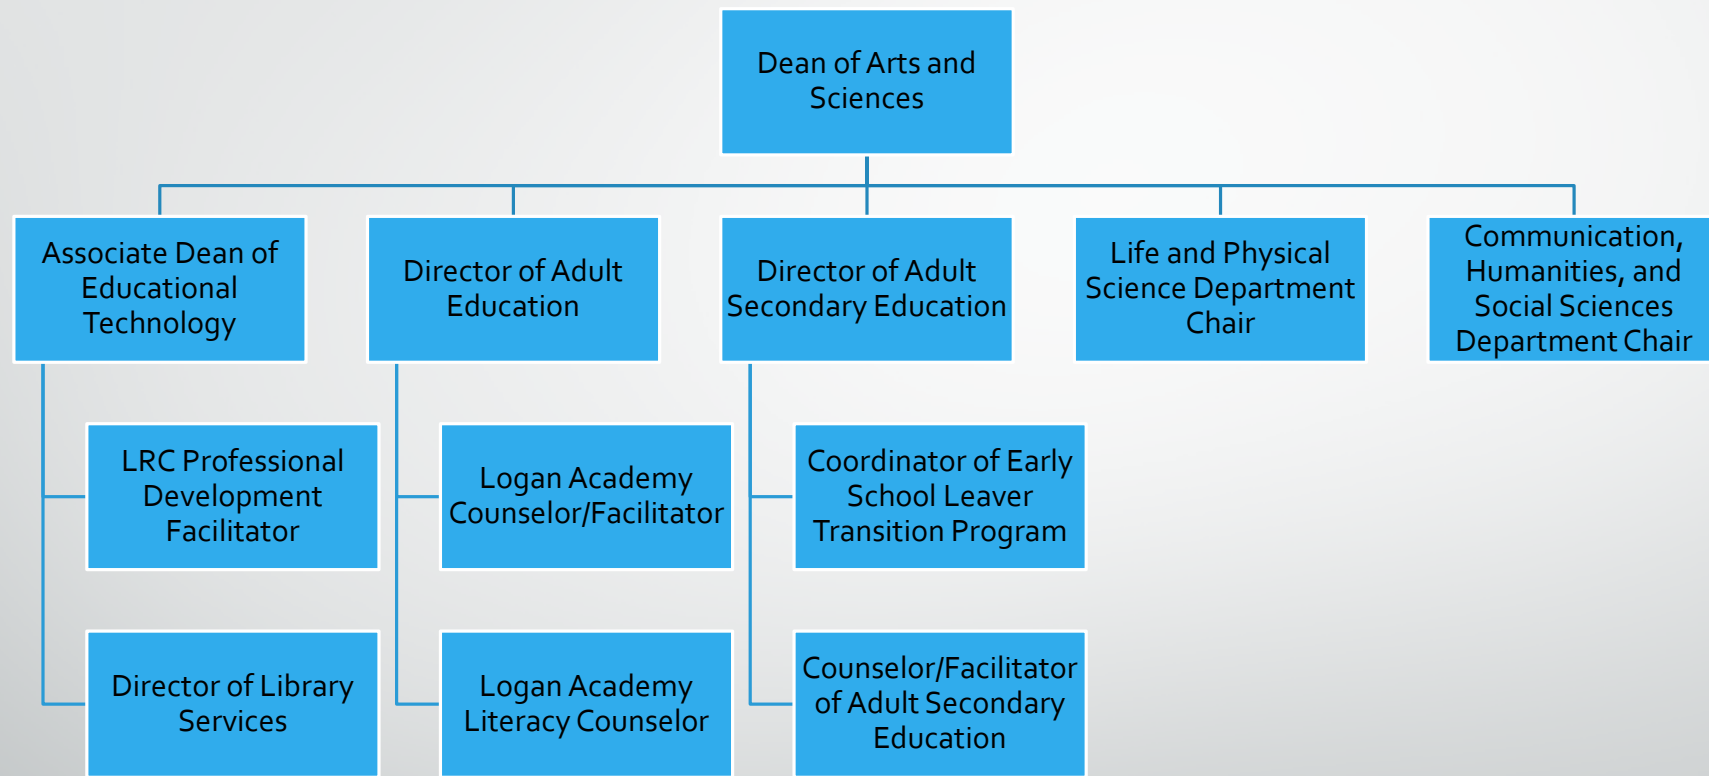 Dean of Arts and
Sciences
Associate Dean of
Educational
Technology
Director of Adult
Education
Director of Adult
Secondary Education
Life and Physical
Science Department
Chair
Communication,
Humanities, and
Social Sciences
Department Chair
LRC Professional
Development
Facilitator
Logan Academy
Counselor/Facilitator
Coordinator of Early
School Leaver
Transition Program
Director of Library
Services
Logan Academy
Literacy Counselor
Counselor/Facilitator
of Adult Secondary
Education